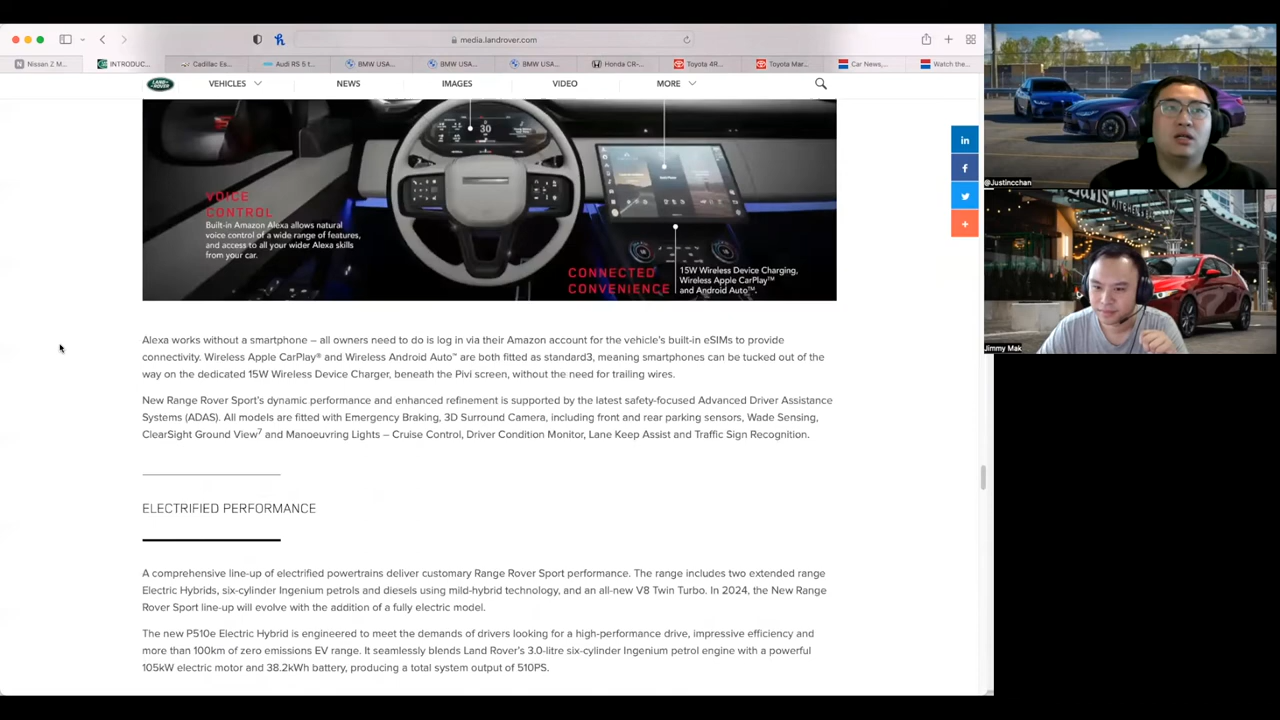 media.landrover.com
Nissan Z M...
INTRODUC...
Cadillac Es...
Audi RS 5 t...
BMW USA...
BMW USA...
BMW USA...
Honda CR-...
Toyota 4R...
Toyota Mar...
Car News,...
Watch the...
LAND ROVER
VEHICLES
NEWS
IMAGES
VIDEO
MORE
30
VOICE
CONTROL
Built-in Amazon Alexa allows natural
voice control of a wide range of features,
and access to all your wider Alexa skills
from your car.
CONNECTED
CONVENIENCE
15W Wireless Device Charging,
Wireless Apple CarPlay™
and Android Auto™.
Alexa works without a smartphone – all owners need to do is log in via their Amazon account for the vehicle's built-in eSIMs to provide
connectivity. Wireless Apple CarPlay® and Wireless Android Auto™ are both fitted as standard3, meaning smartphones can be tucked out of the
way on the dedicated 15W Wireless Device Charger, beneath the Pivi screen, without the need for trailing wires.
New Range Rover Sport's dynamic performance and enhanced refinement is supported by the latest safety-focused Advanced Driver Assistance
Systems (ADAS). All models are fitted with Emergency Braking, 3D Surround Camera, including front and rear parking sensors, Wade Sensing,
ClearSight Ground View7 and Manoeuvring Lights – Cruise Control, Driver Condition Monitor, Lane Keep Assist and Traffic Sign Recognition.
ELECTRIFIED PERFORMANCE
A comprehensive line-up of electrified powertrains deliver customary Range Rover Sport performance. The range includes two extended range
Electric Hybrids, six-cylinder Ingenium petrols and diesels using mild-hybrid technology, and an all-new V8 Twin Turbo. In 2024, the New Range
Rover Sport line-up will evolve with the addition of a fully electric model.
The new P510e Electric Hybrid is engineered to meet the demands of drivers looking for a high-performance drive, impressive efficiency and
more than 100km of zero emissions EV range. It seamlessly blends Land Rover's 3.0-litre six-cylinder Ingenium petrol engine with a powerful
105kW electric motor and 38.2kWh battery, producing a total system output of 510PS.
in
f
@Justincchan
KITCHEN
Jimmy Mak